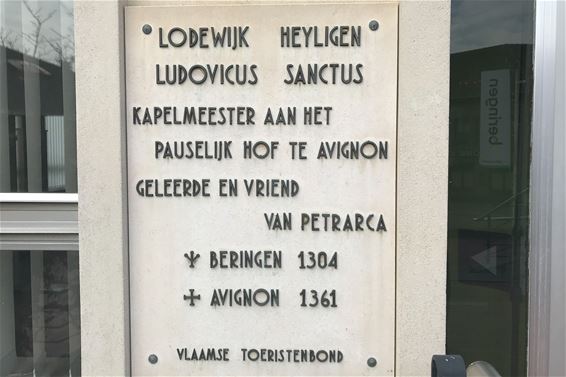 LODEWIJK HEYLIGEN
LUDOVICUS SANCTUS
KAPELMEESTER AAN HET
PAUSELIJK HOF TE AVIGNON
GELEERDE EN VRIEND
VAN PETRARCA
BERINGEN 1304
AVIGNON 1361
VLAAMSE TOERISTENBOND
beringen